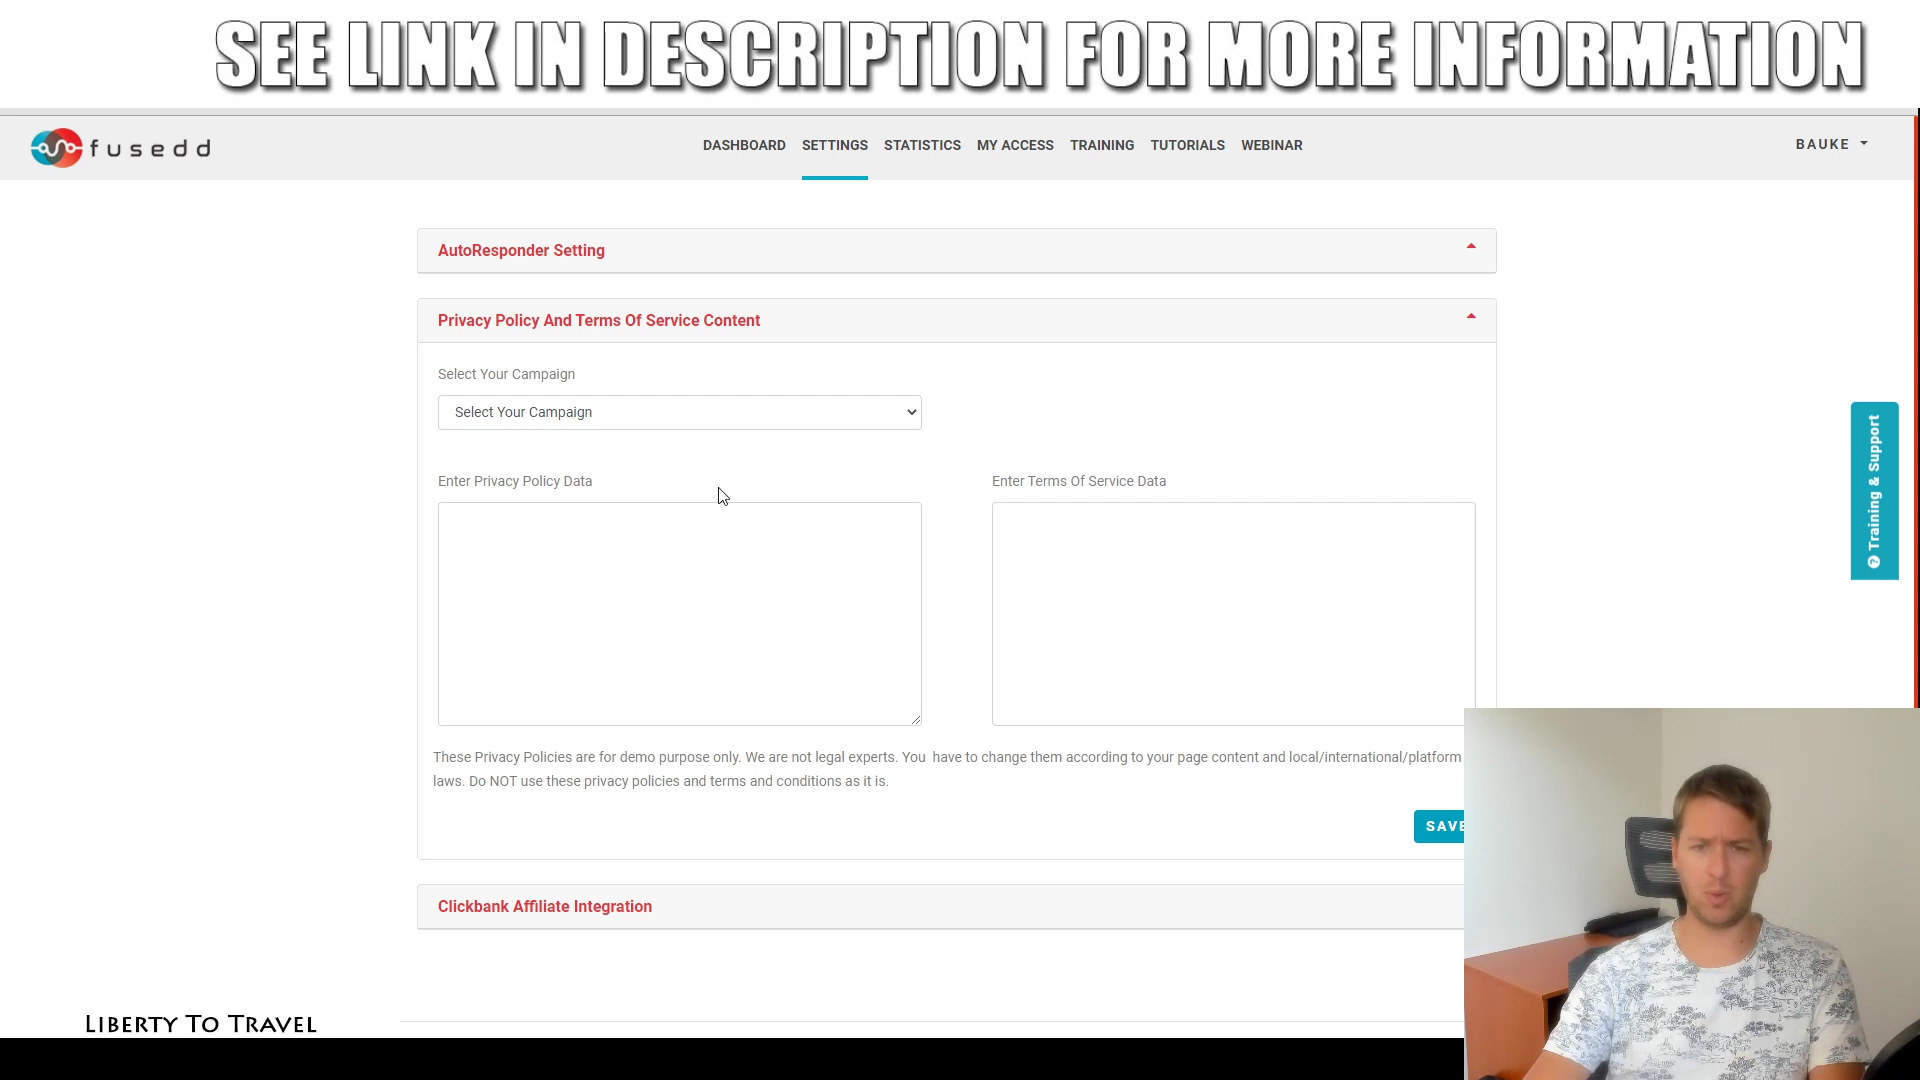 SEE LINK IN DESCRIPTION FOR MORE INFORMATION
fusedd
DASHBOARD SETTINGS STATISTICS MY ACCESS TRAINING TUTORIALS WEBINAR
BAUKE
AutoResponder Setting
Privacy Policy And Terms Of Service Content
Select Your Campaign
Select Your Campaign
Enter Privacy Policy Data
Enter Terms Of Service Data
Training & Support
These Privacy Policies are for demo purpose only. We are not legal experts. You have to change them according to your page content and local/international/platform
laws. Do NOT use these privacy policies and terms and conditions as it is.
SAVE
Clickbank Affiliate Integration
LIBERTY TO TRAVEL